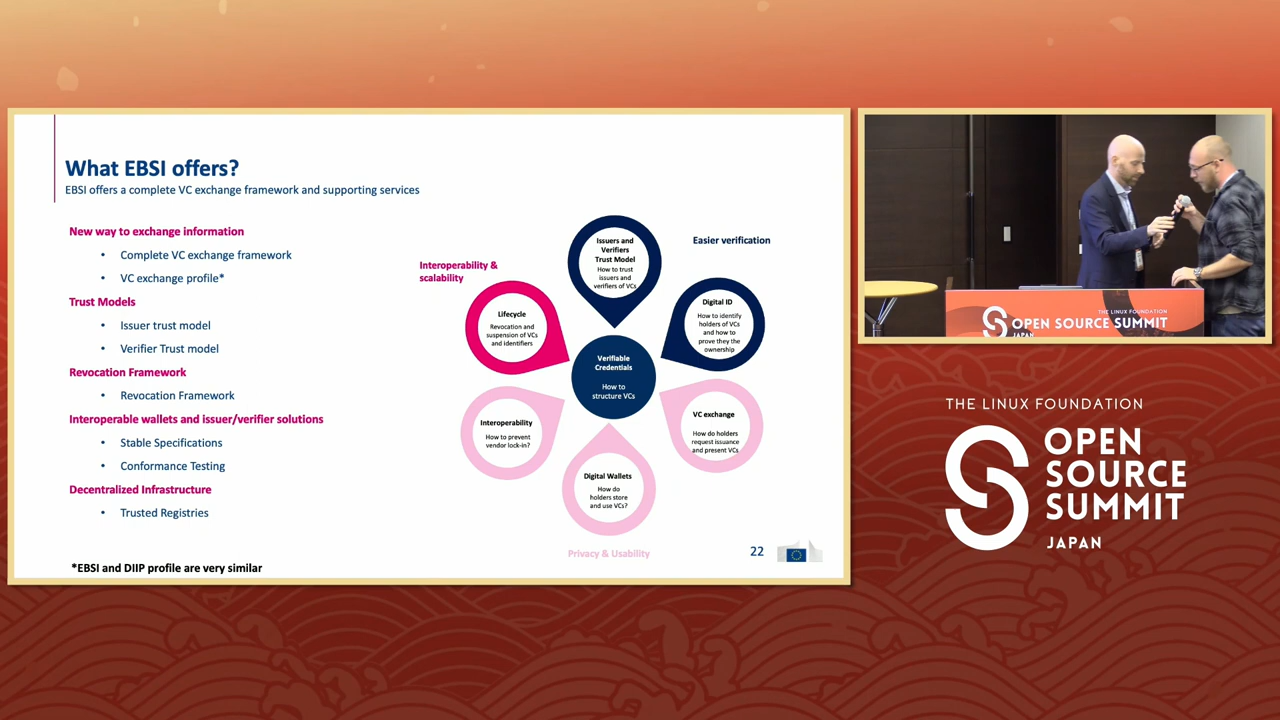 What EBSI offers?
EBSI offers a complete VC exchange framework and supporting services
New way to exchange information
• Complete VC exchange framework
• VC exchange profile*
Trust Models
• Issuer trust model
• Verifier Trust model
Revocation Framework
• Revocation Framework
Interoperable wallets and issuer/verifier solutions
• Stable Specifications
• Conformance Testing
Decentralized Infrastructure
• Trusted Registries
*EBSI and DIIP profile are very similar
Interoperability &
scalability
Easier verification
Issuers and
Verifiers
Trust Model
How to trust
issuers and
verifiers of VCs
Lifecycle
Revocation and
suspension of VCs
and identifiers
Digital ID
How to identify
holders of VCs
and how to
prove they the
ownership
Verifiable
Credentials
How to
structure VCs
Interoperability
How to prevent
vendor lock-in?
VC exchange
How do holders
request issuance
and present VCs
Digital Wallets
How do
holders store
and use VCs?
Privacy & Usability
22
THE LINUX FOUNDATION
OPEN SOURCE SUMMIT
JAPAN
THE LINUX FOUNDATION
OPEN
SOURCE
SUMMIT
JAPAN